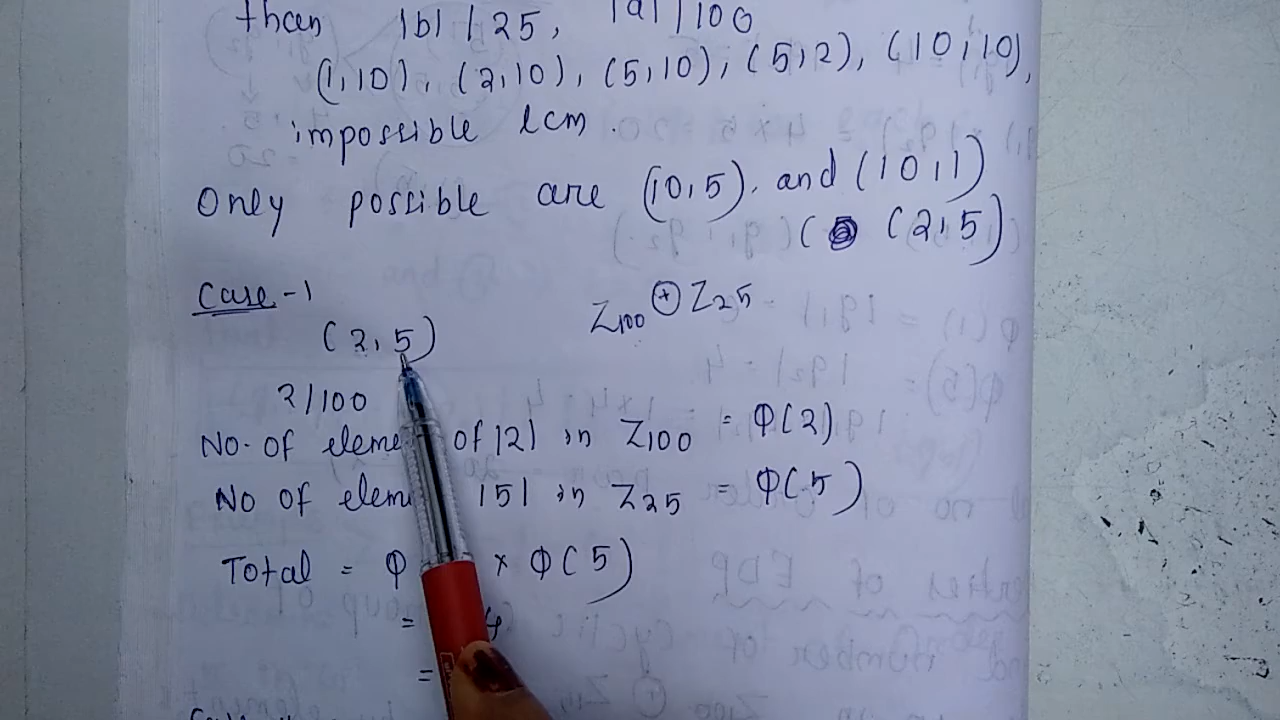 than |b| | 25, |a| | 100
(1,10), (2,10), (5,10), (5,2), (10,10),
impossible lcm.
Only possible are (10,5), and (10,1)
( (2,5)
Case-1
(2,5) Z100 ⊕ Z25
2/100
No. of of |2| in Z100 = Φ(2)
No of |5| in Z25 = Φ(5)
Total = Φ × Φ(5)
= 4
=